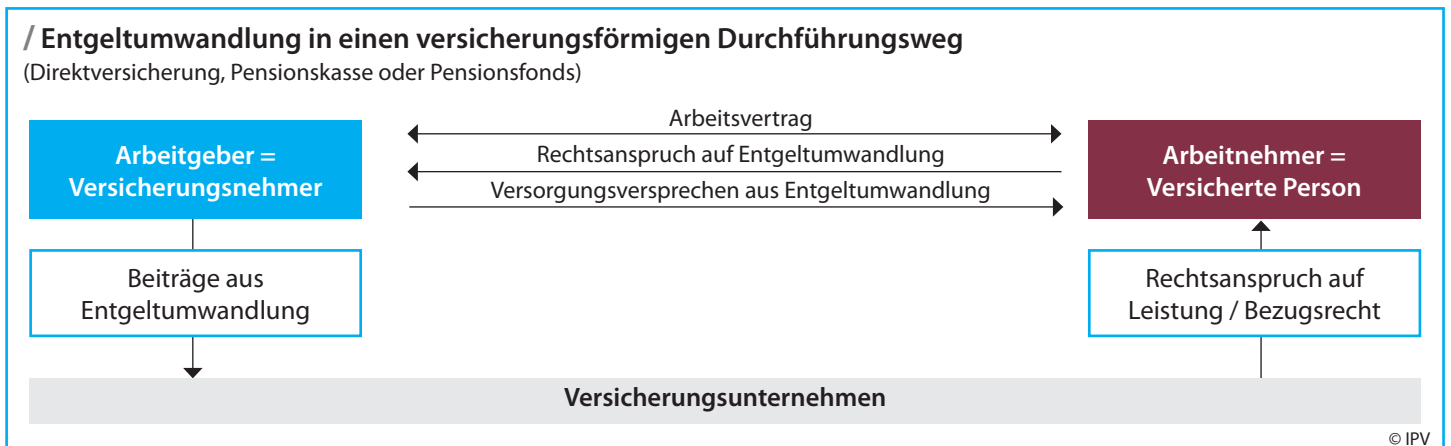 / Entgeltumwandlung in einen versicherungsförmigen Durchführungsweg
(Direktversicherung, Pensionskasse oder Pensionsfonds)
Arbeitgeber =
Versicherungsnehmer
Arbeitsvertrag
Rechtsanspruch auf Entgeltumwandlung
Versorgungsversprechen aus Entgeltumwandlung
Arbeitnehmer =
Versicherte Person
Beiträge aus
Entgeltumwandlung
Rechtsanspruch auf
Leistung / Bezugsrecht
Versicherungsunternehmen
© IPV